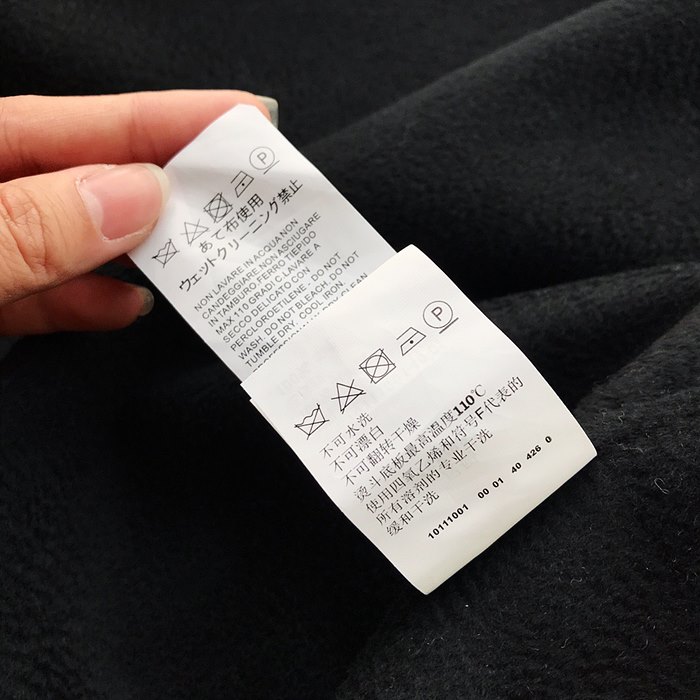 P
あて布使用
ウェットクリーニング禁止
NON LAVARE IN ACQUA.NON
CANDEGGIARE.NON ASCIUGARE
IN TAMBURO.FERRO TIEPIDO
MAX 110 GRADI C. LAVARE A
SECCO DELICATO CON
PERCLOROETILENE. DO NOT
WASH. DO NOT BLEACH. DO NOT
TUMBLE DRY. COOL IRON.
P
不可水洗
不可漂白
不可翻转干燥
熨斗底板最高温度110℃
使用四氧乙烯和符号F代表的
所有溶剂的专业干洗
缓和干洗
10111001 00 01 40 426 0